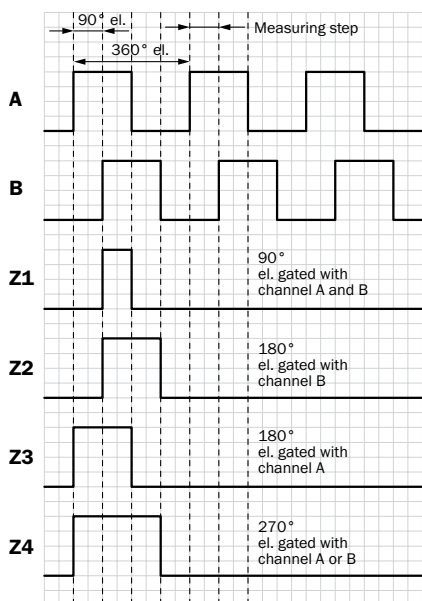 90° el.
Measuring step
360° el.
A
B
Z1
90°
el. gated with
channel A and B
Z2
180°
el. gated with
channel B
Z3
180°
el. gated with
channel A
Z4
270°
el. gated with
channel A or B